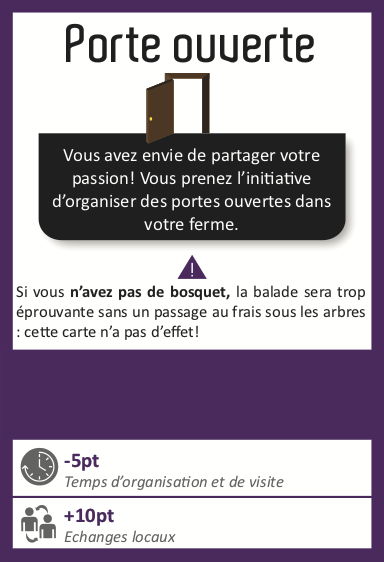 Porte ouverte
Vous avez envie de partager votre
passion! Vous prenez l'initiative
d'organiser des portes ouvertes dans
votre ferme.
!
Si vous n'avez pas de bosquet, la balade sera trop
éprouvante sans un passage au frais sous les arbres
: cette carte n'a pas d'effet!
-5pt
Temps d'organisation et de visite
+10pt
Echanges locaux